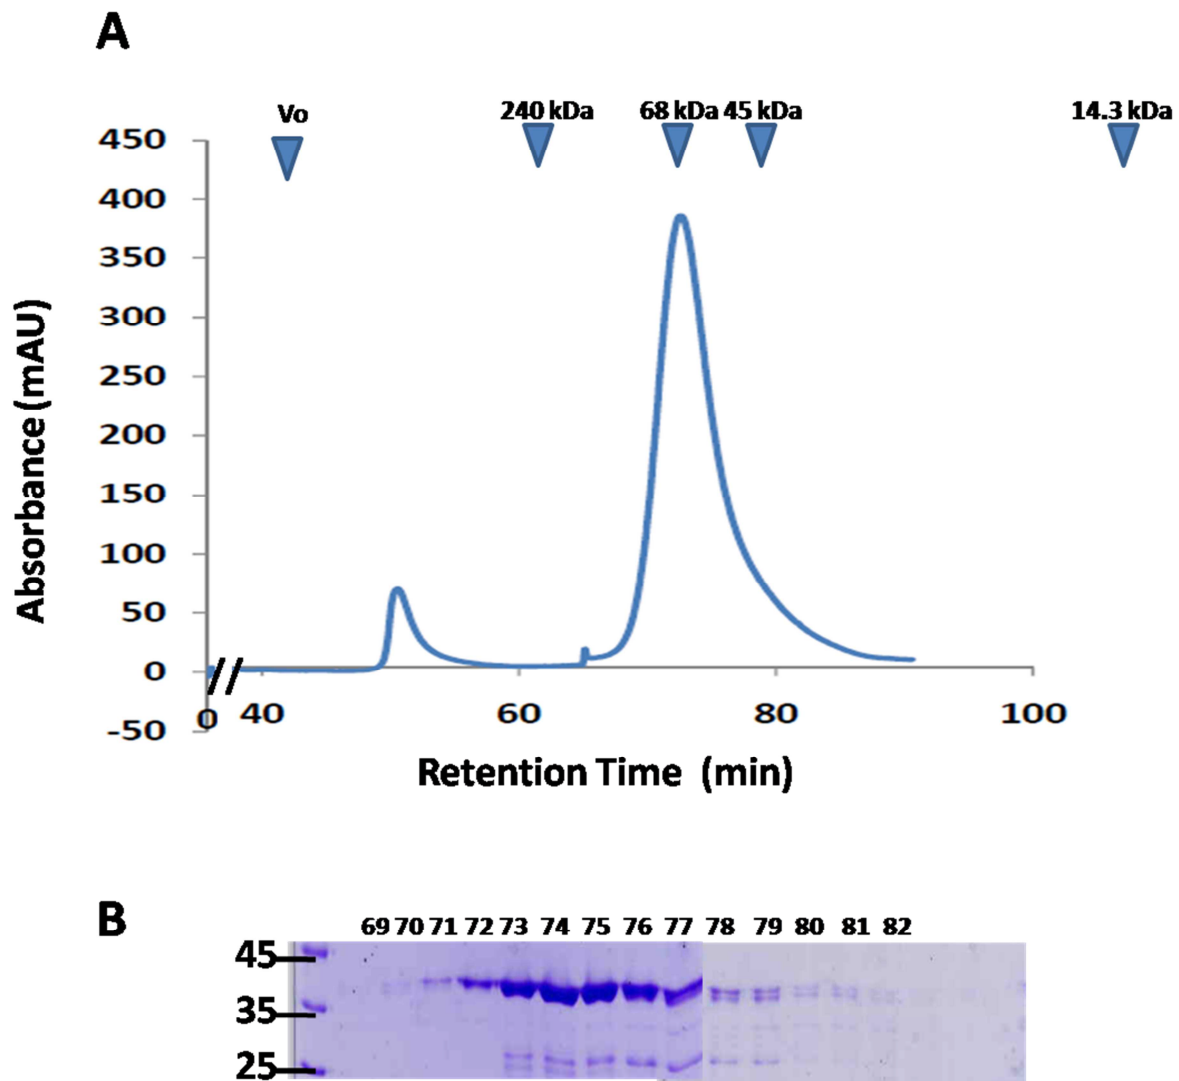 A
Vo 240 kDa 68 kDa 45 kDa 14.3 kDa
450
400
350
300
250
200
150
100
50
0
-50
Absorbance (mAU)
0 40 60 80 100
Retention Time (min)
B
69 70 71 72 73 74 75 76 77 78 79 80 81 82
45
35
25